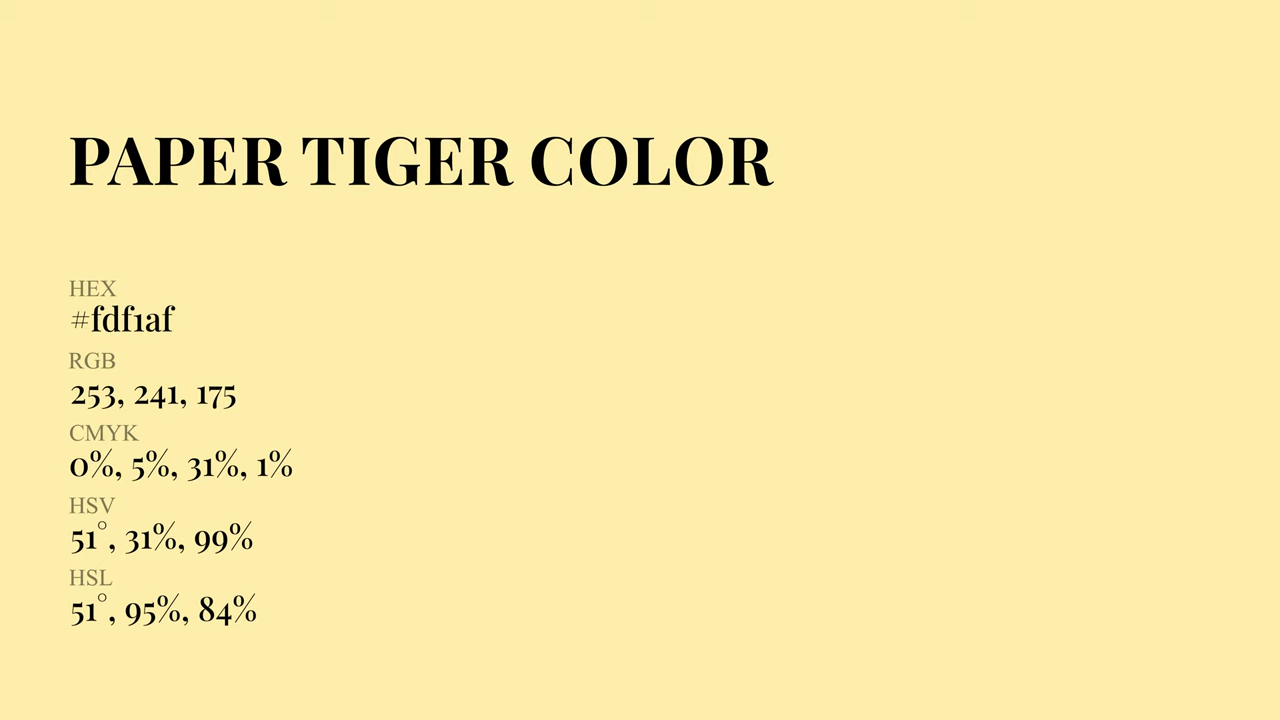 PAPER TIGER COLOR
HEX
#fdf1af
RGB
253, 241, 175
CMYK
0%, 5%, 31%, 1%
HSV
51°, 31%, 99%
HSL
51°, 95%, 84%